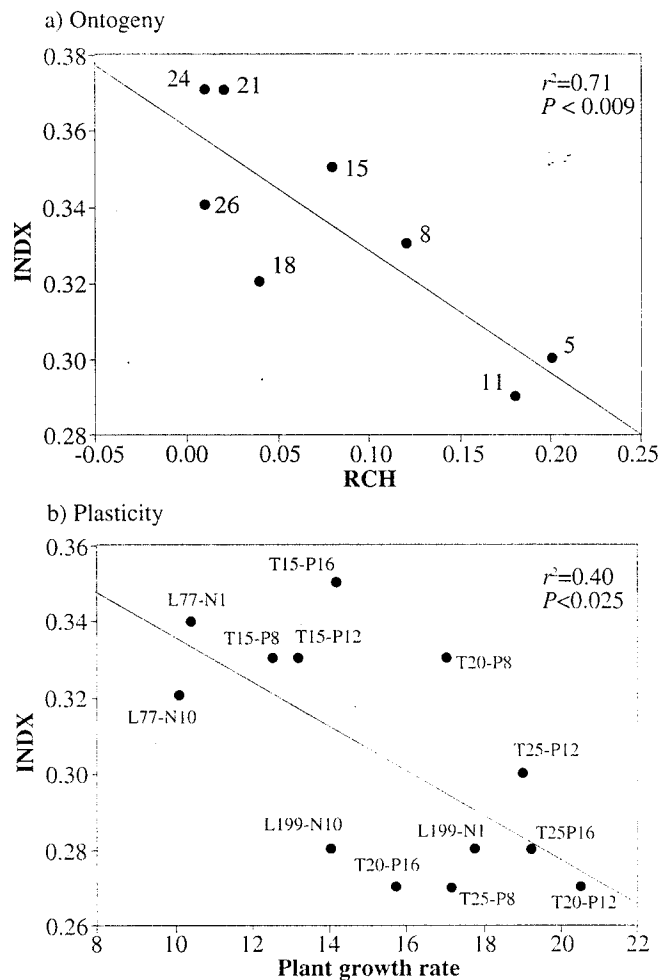 a) Ontogeny
0.38
24
21
r²=0.71
P < 0.009
0.36
15
0.34
26
8
INDX
18
0.32
5
0.30
11
0.28
-0.05
0.00
0.05
0.10
0.15
0.20
0.25
RCH
b) Plasticity
0.36
T15-P16
r²=0.40
P<0.025
L77-N1
0.34
T15-P8
T15-P12
T20-P8
0.32
L77-N10
INDX
T25-P12
0.30
L199-N10
L199-N1
T25P16
0.28
T20-P16
T25-P8
T20-P12
0.26
8
10
12
14
16
18
20
22
Plant growth rate